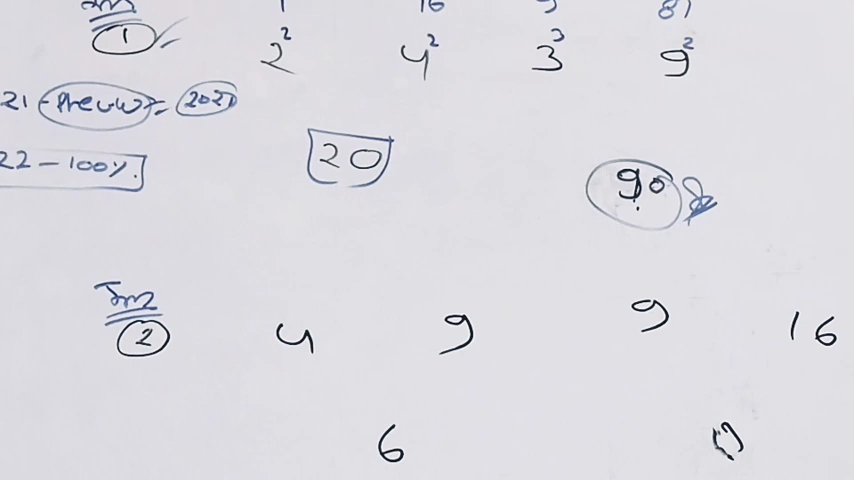 16 81
1 2² 4² 3³ 9²
21 - = 2021
22 - 100%.
20 90
2 4 9 9 16
6